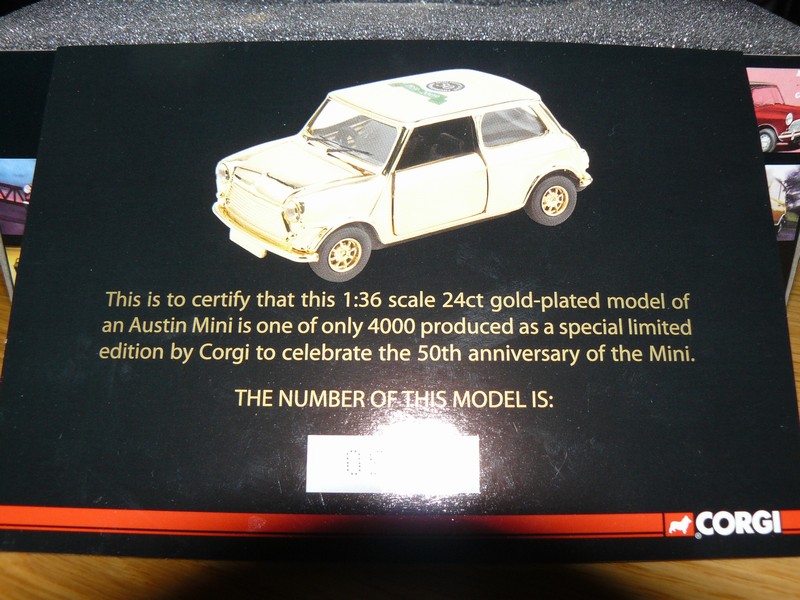 This is to certify that this 1:36 scale 24ct gold-plated model of
an Austin Mini is one of only 4000 produced as a special limited
edition by Corgi to celebrate the 50th anniversary of the Mini.
THE NUMBER OF THIS MODEL IS:
CORGI